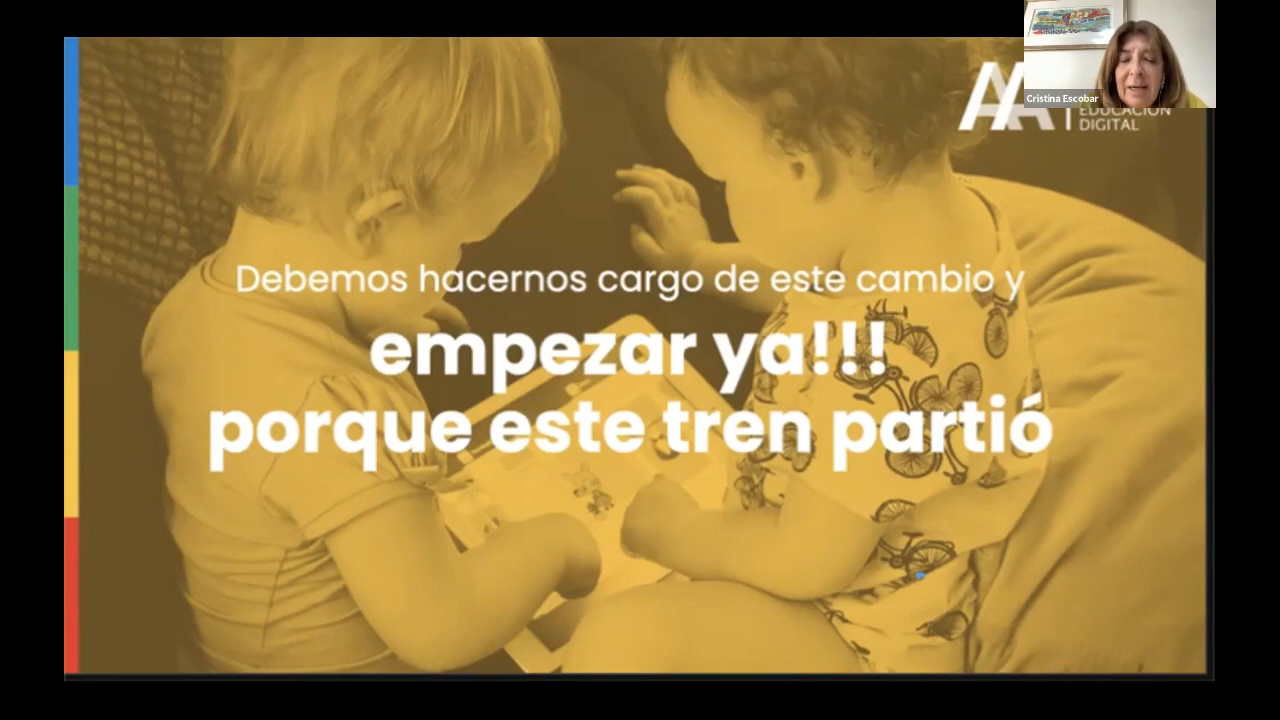 Cristina Escobar
EDUCACIÓN
DIGITAL
Debemos hacernos cargo de este cambio y
empezar ya!!!
porque este tren partió